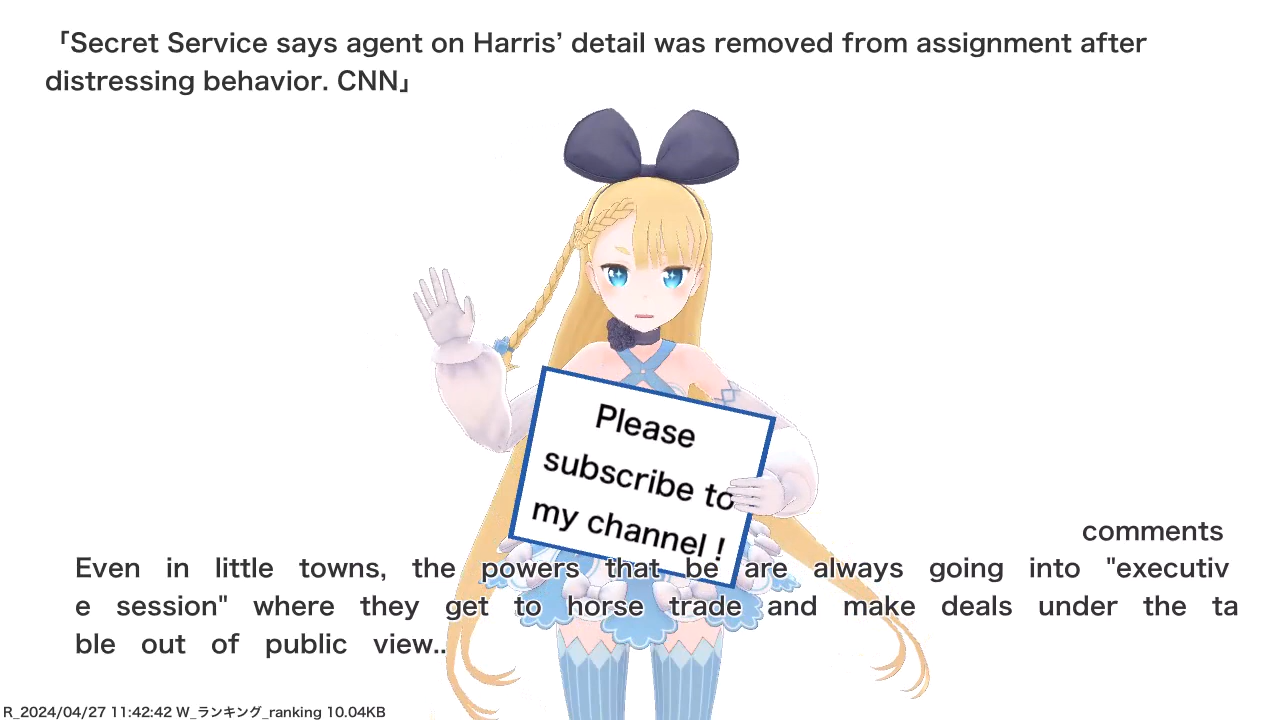 「Secret Service says agent on Harris’ detail was removed from assignment after
distressing behavior. CNN」
Please
subscribe to
my channel !
comments
Even in little towns, the powers that be are always going into "executiv
e session" where they get to horse trade and make deals under the ta
ble out of public view..
R_2024/04/27 11:42:42 W_ランキング_ranking 10.04KB